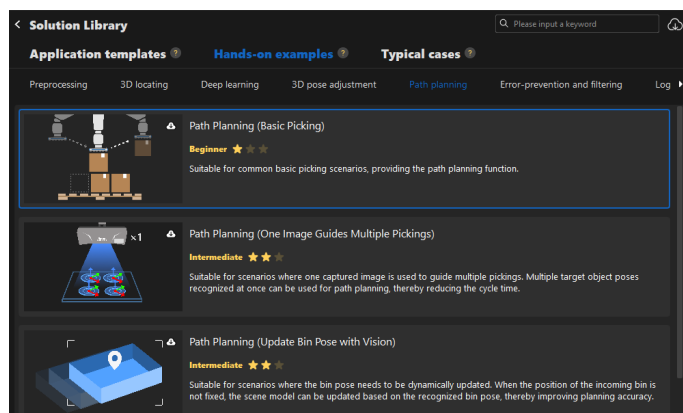 Solution Library
Please input a keyword
Application templates ?
Hands-on examples ?
Typical cases ?
Preprocessing
3D locating
Deep learning
3D pose adjustment
Path planning
Error-prevention and filtering
Log
Path Planning (Basic Picking)
Beginner
Suitable for common basic picking scenarios, providing the path planning function.
×1
Path Planning (One Image Guides Multiple Pickings)
Intermediate
Suitable for scenarios where one captured image is used to guide multiple pickings. Multiple target object poses
recognized at once can be used for path planning, thereby reducing the cycle time.
Path Planning (Update Bin Pose with Vision)
Intermediate
Suitable for scenarios where the bin pose needs to be dynamically updated. When the position of the incoming bin is
not fixed, the scene model can be updated based on the recognized bin pose, thereby improving planning accuracy.